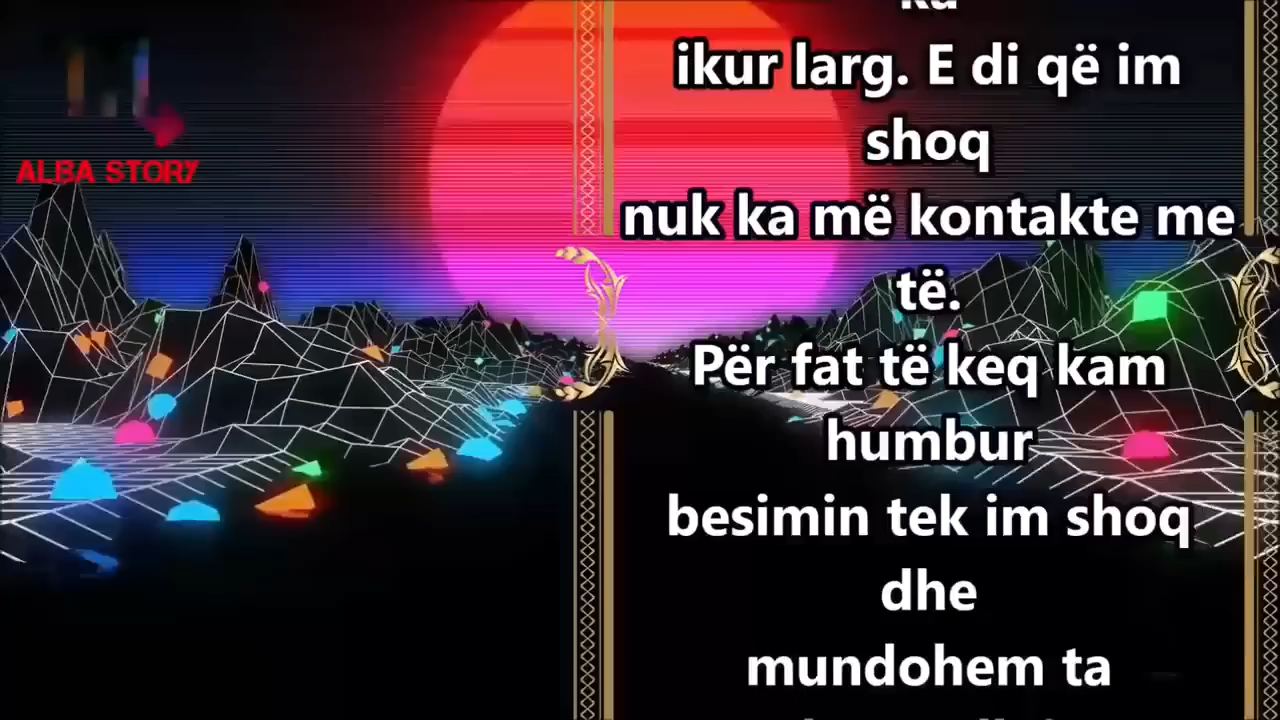 ALBA STORY
ikur larg. E di që im
shoq
nuk ka më kontakte me
të.
Për fat të keq kam
humbur
besimin tek im shoq
dhe
mundohem ta